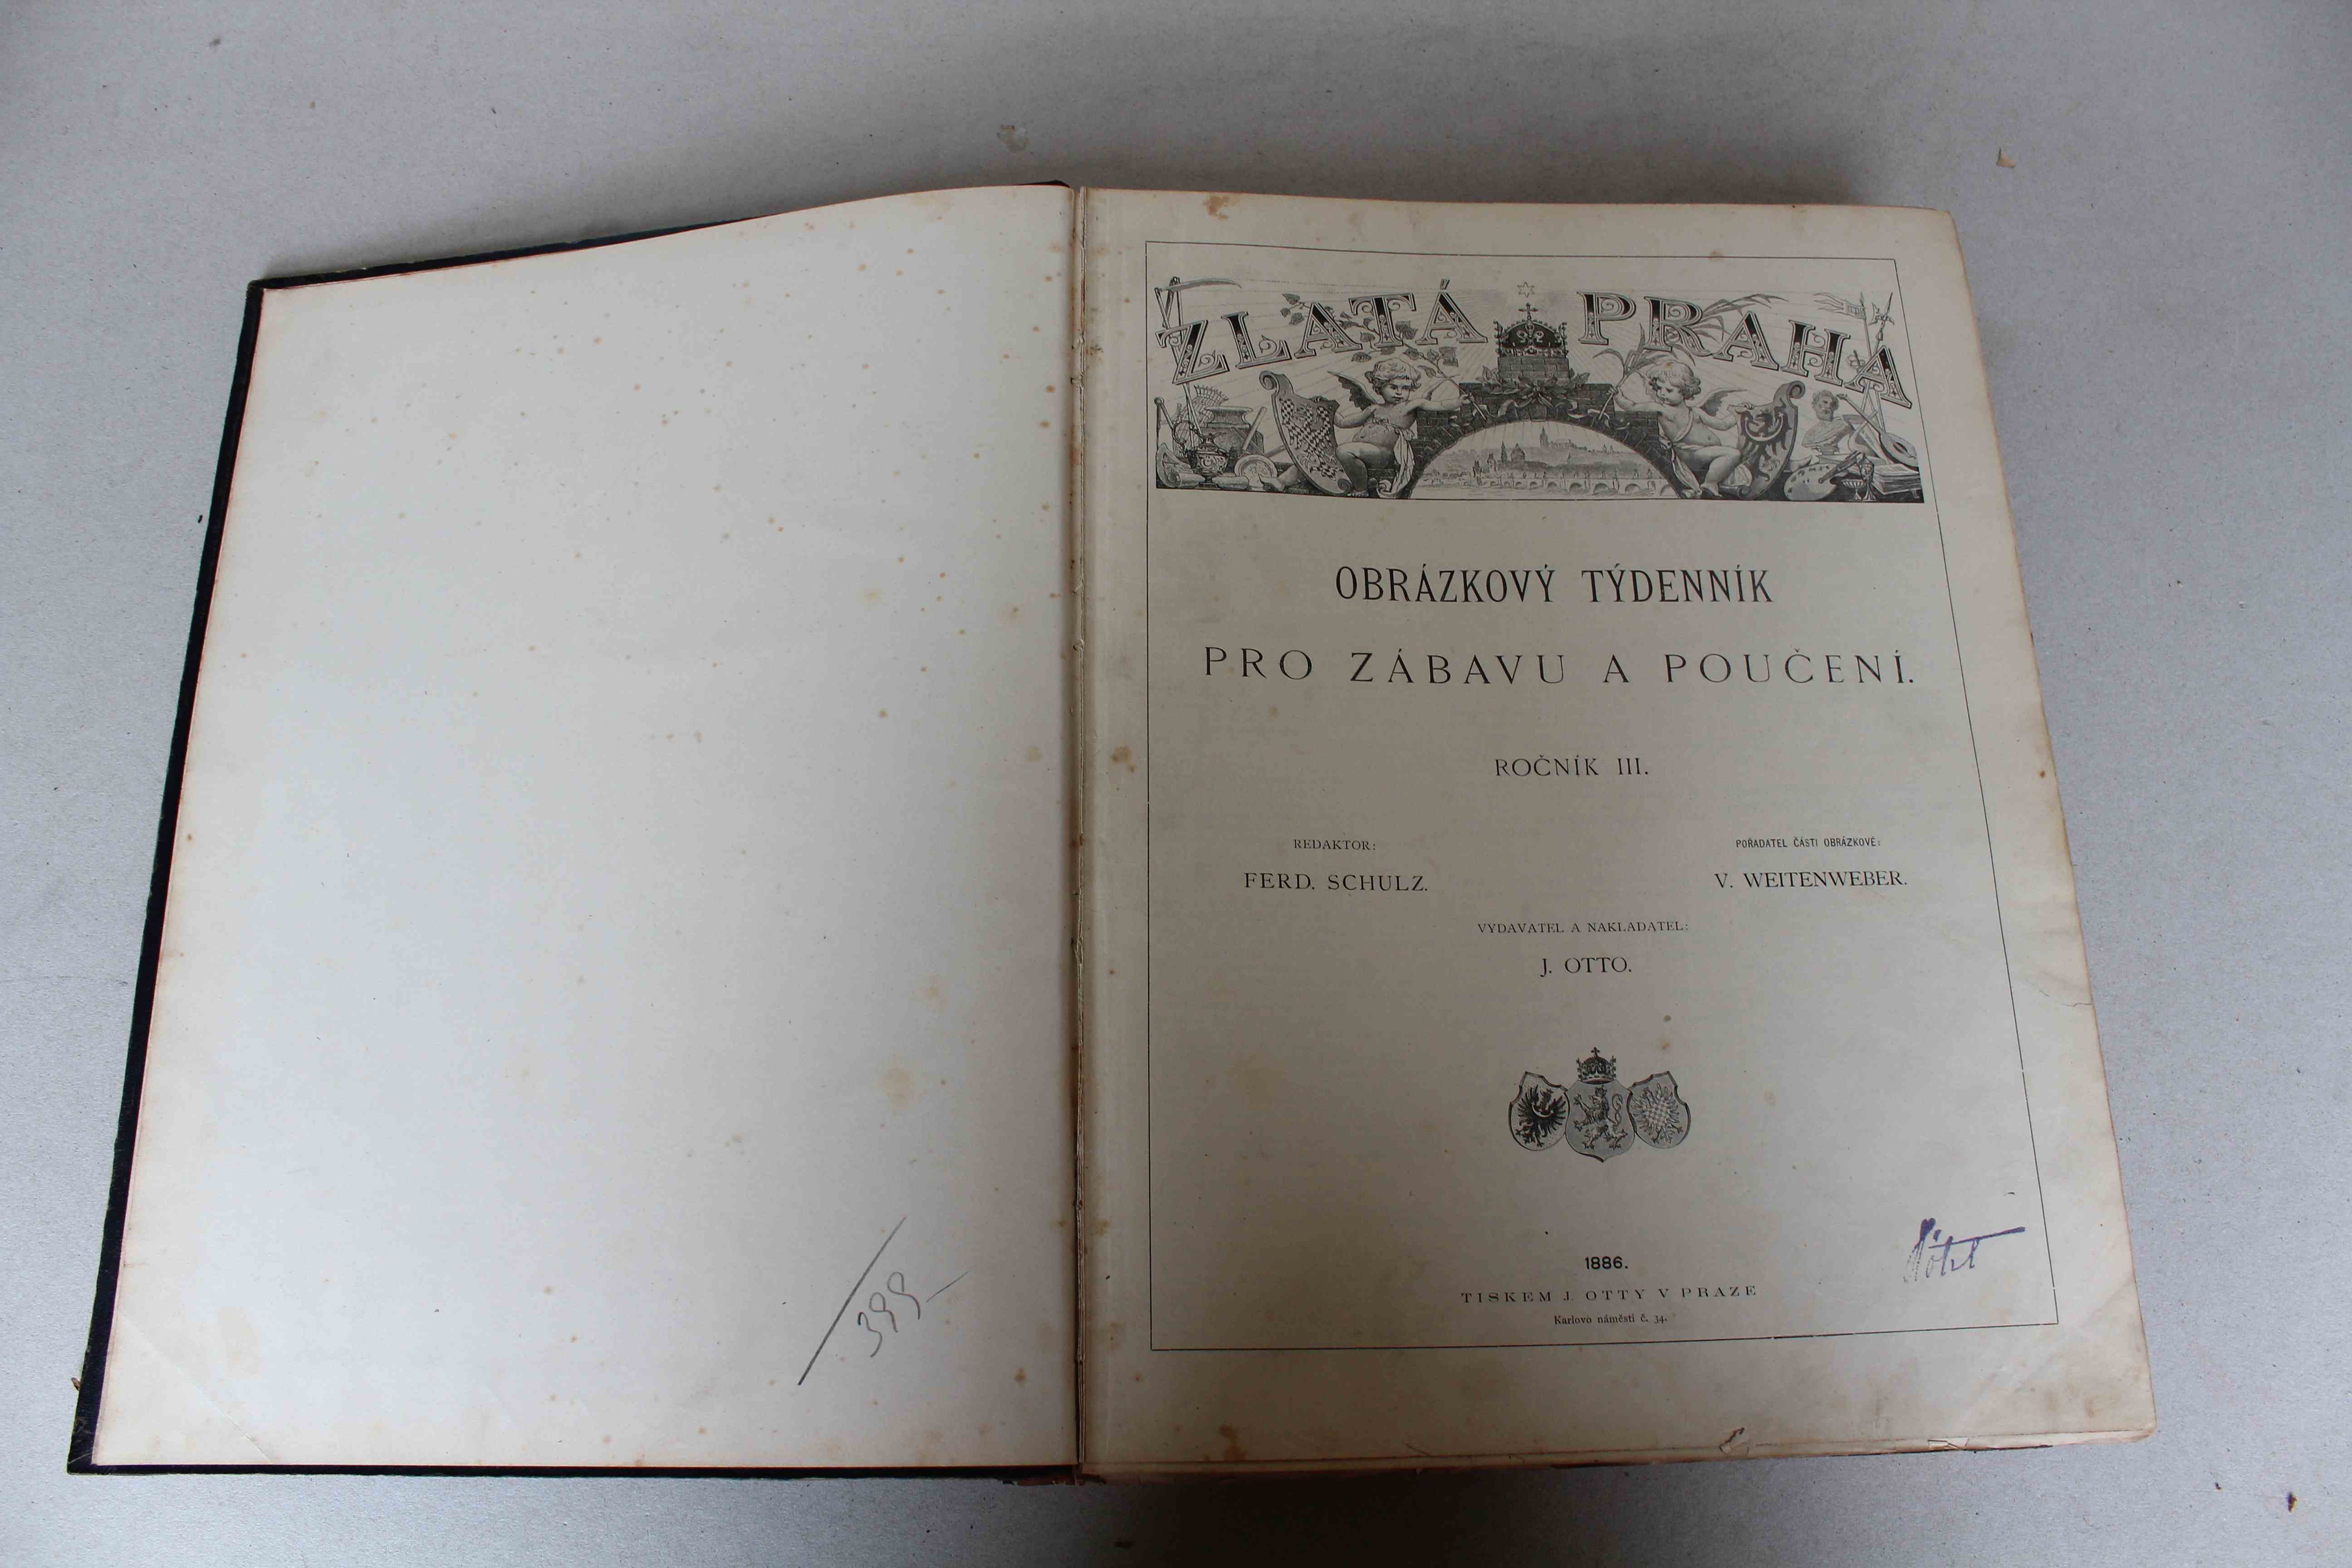 399-
ZLATÁ PRAHA
OBRÁZKOVÝ TÝDENNÍK
PRO ZÁBAVU A POUČENÍ.
ROČNÍK III.
REDAKTOR:
FERD. SCHULZ.
POŘADATEL ČÁSTI OBRÁZKOVÉ:
V. WEITENWEBER.
VYDAVATEL A NAKLADATEL:
J. OTTO.
1886.
TISKEM J. OTTY V PRAZE
Karlovo náměstí č. 34.